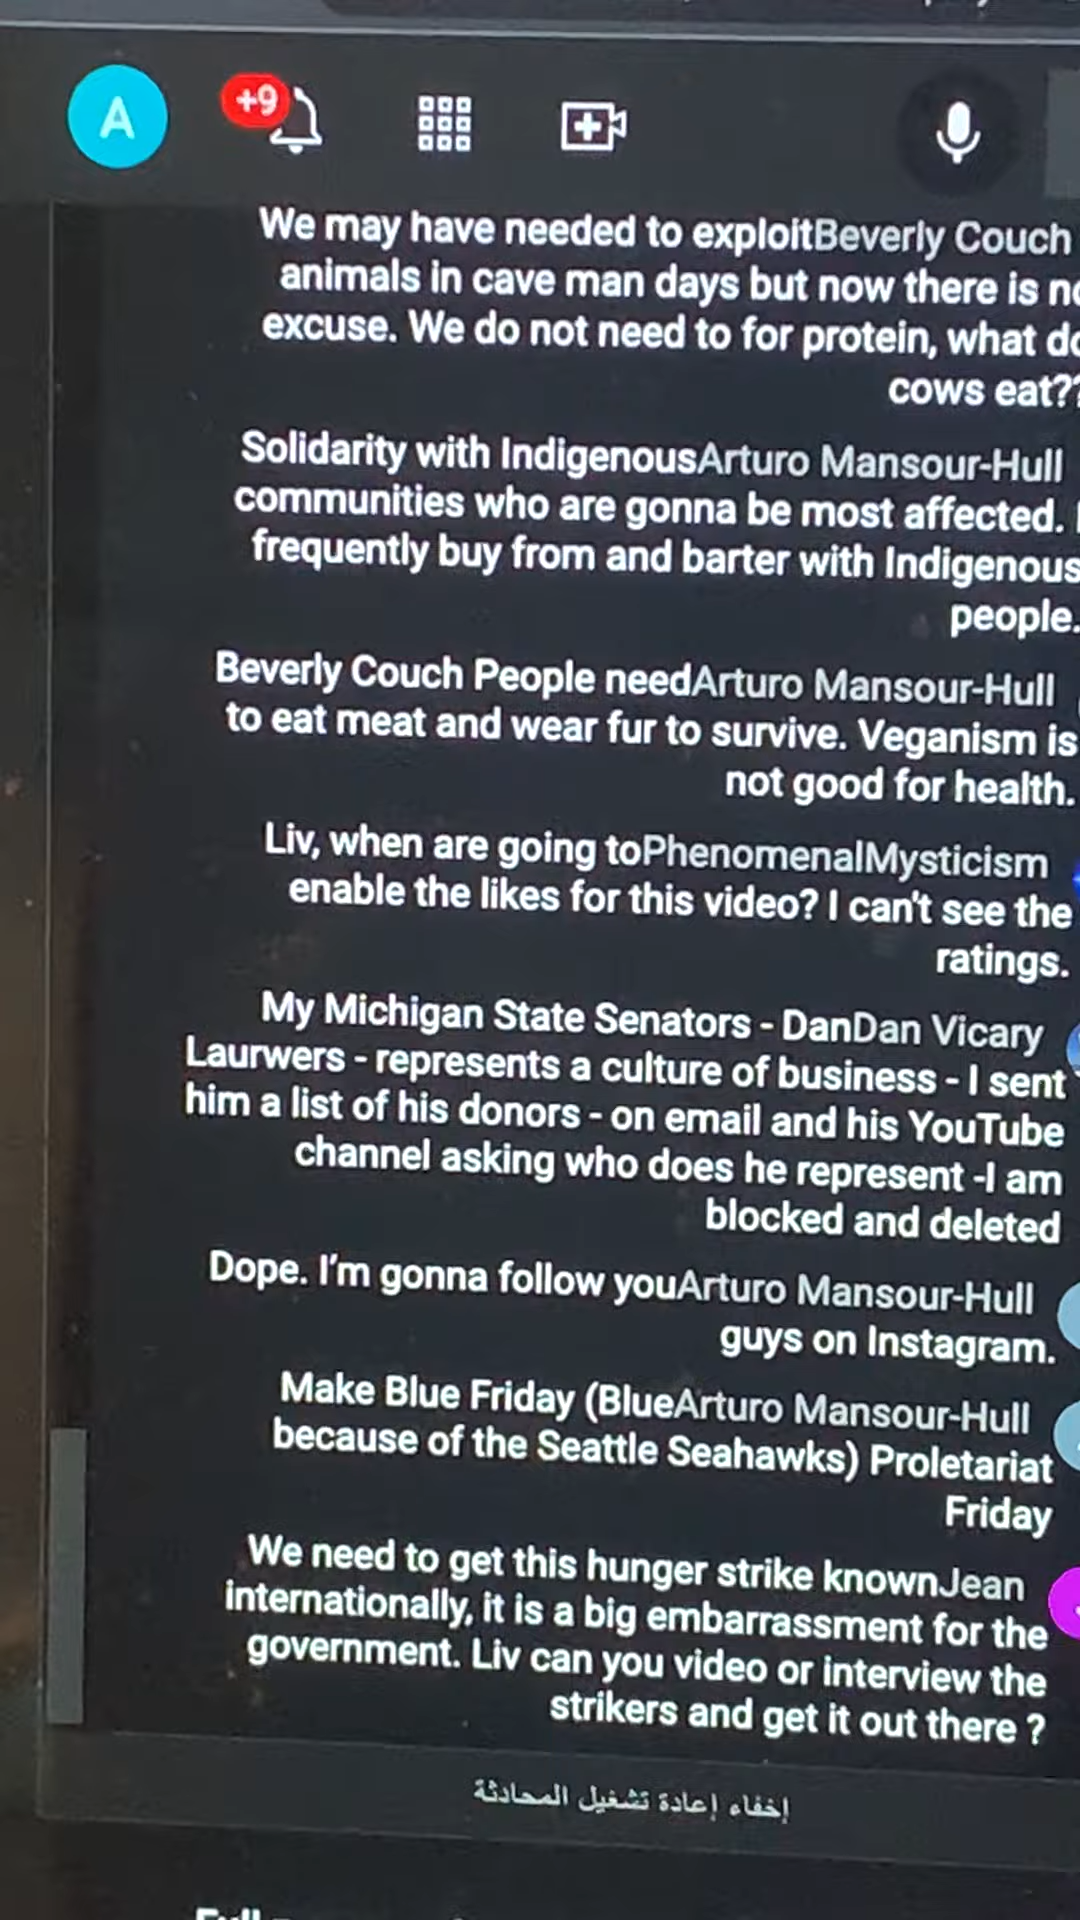 A
+9
We may have needed to exploitBeverly Couch
animals in cave man days but now there is
excuse. We do not need to for protein, what
cows eat??
Solidarity with IndigenousArturo Mansour-Hull
communities who are gonna be most affected.
frequently buy from and barter with Indigenous
people.
Beverly Couch People needArturo Mansour-Hull
to eat meat and wear fur to survive. Veganism is
not good for health.
Liv, when are going toPhenomenalMysticism
enable the likes for this video? I can't see the
ratings.
My Michigan State Senators - DanDan Vicary
Laurwers - represents a culture of business - I sent
him a list of his donors - on email and his YouTube
channel asking who does he represent -I am
blocked and deleted
Dope. I'm gonna follow youArturo Mansour-Hull
guys on Instagram.
Make Blue Friday (BlueArturo Mansour-Hull
because of the Seattle Seahawks) Proletariat
Friday
We need to get this hunger strike knownJean
internationally, it is a big embarrassment for the
government. Liv can you video or interview the
strikers and get it out there ?
إخفاء إعادة تشغيل المحادثة